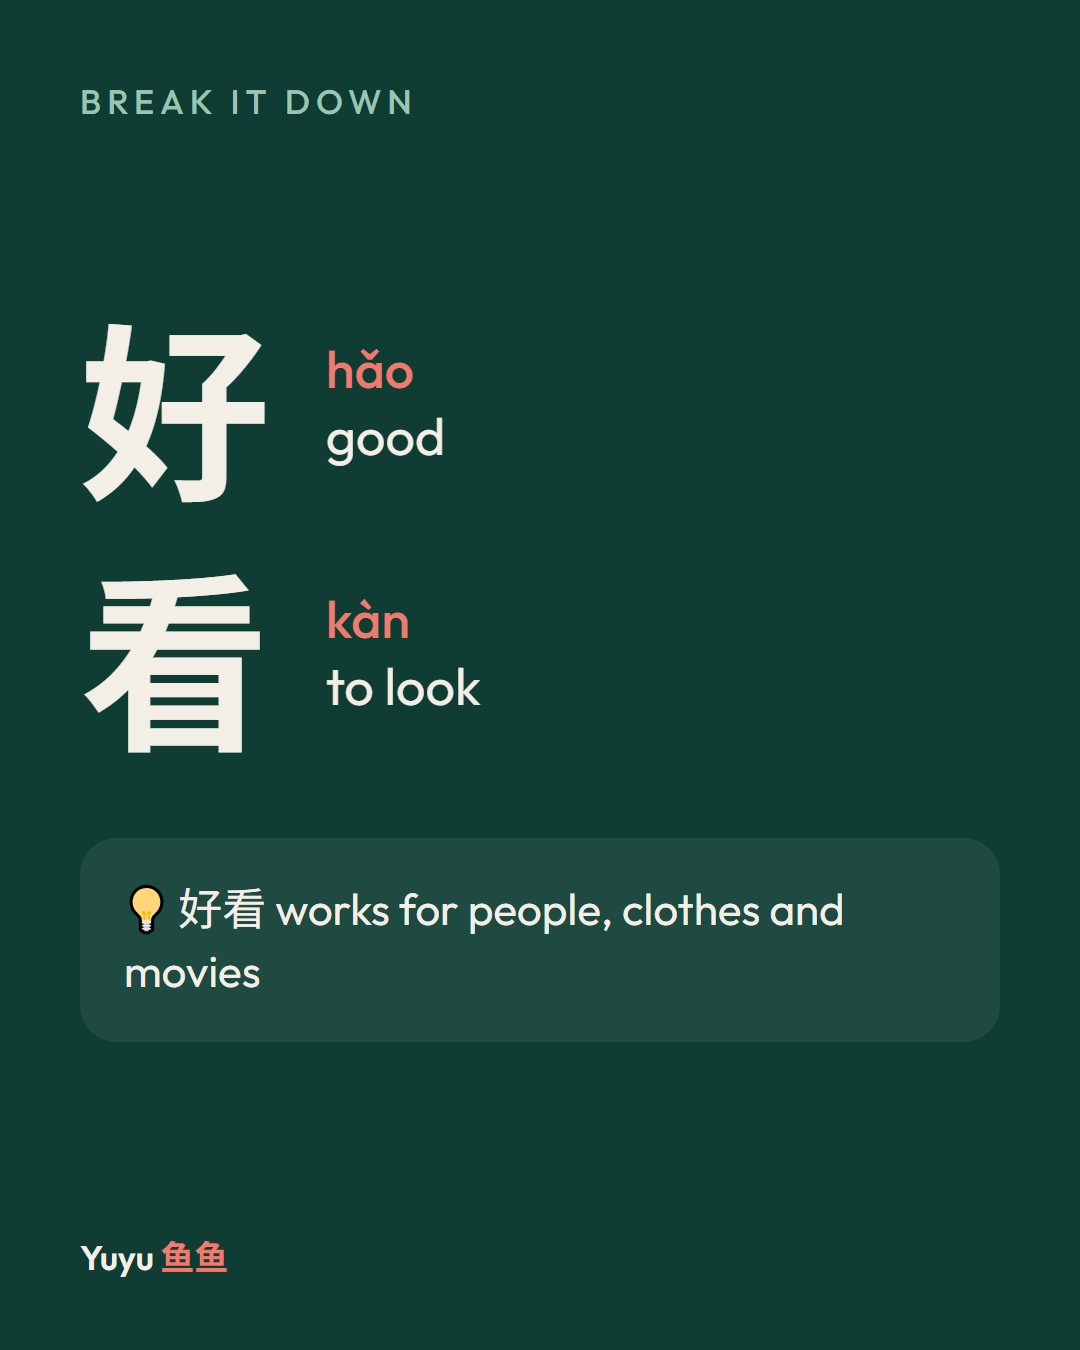 BREAK IT DOWN
好
hǎo
good
看
kàn
to look
💡 好看 works for people, clothes and
movies
Yuyu 鱼鱼